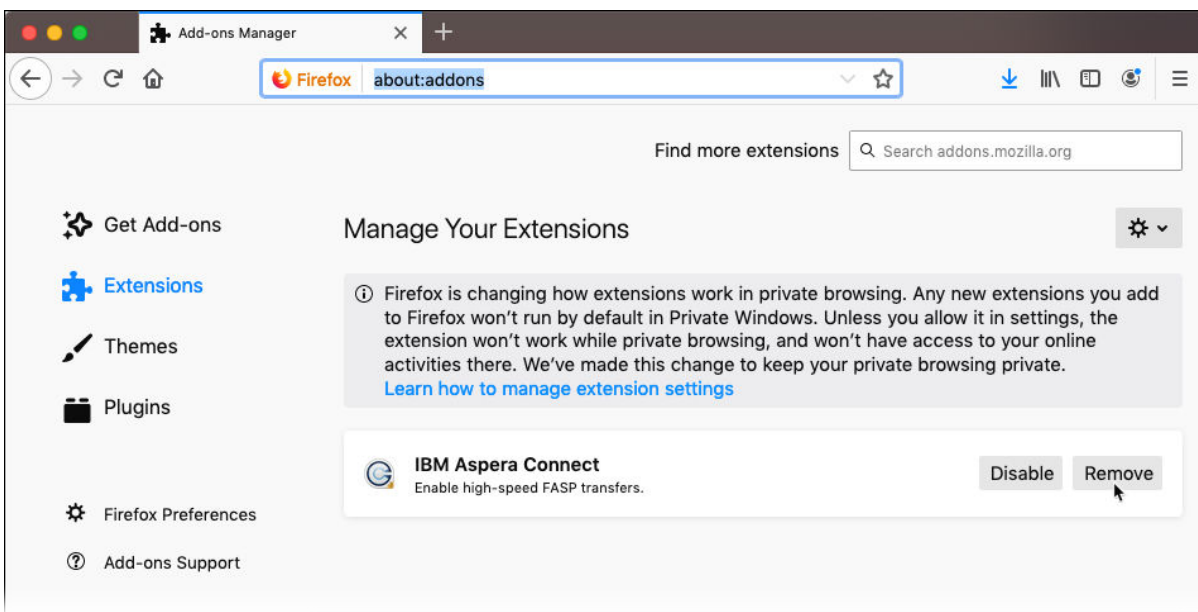 Add-ons Manager
Firefox about:addons
Find more extensions Search addons.mozilla.org
Get Add-ons
Manage Your Extensions
Extensions
Firefox is changing how extensions work in private browsing. Any new extensions you add
to Firefox won’t run by default in Private Windows. Unless you allow it in settings, the
extension won’t work while private browsing, and won’t have access to your online
activities there. We’ve made this change to keep your private browsing private.
Learn how to manage extension settings
Themes
Plugins
IBM Aspera Connect
Enable high-speed FASP transfers.
Disable Remove
Firefox Preferences
Add-ons Support